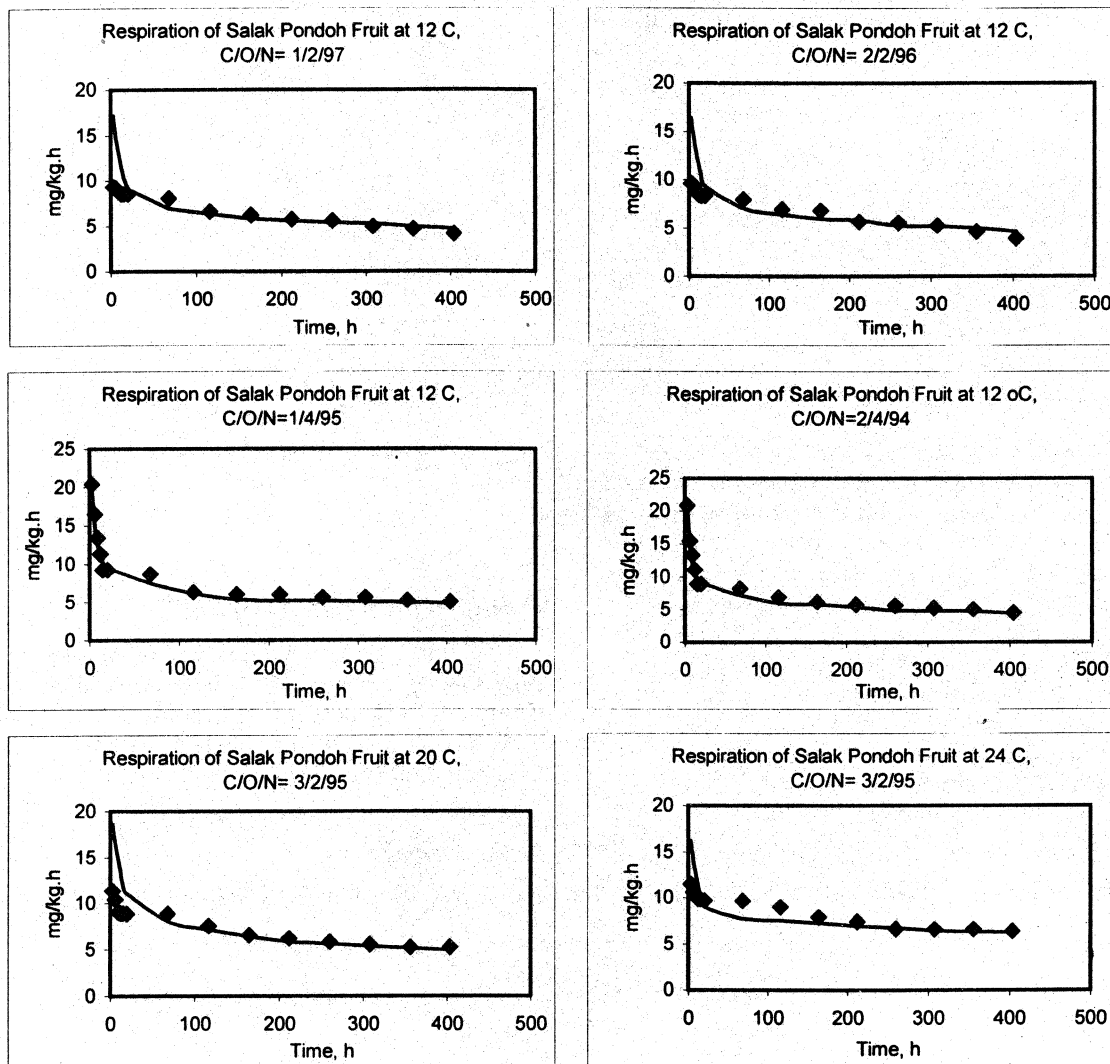 Respiration of Salak Pondoh Fruit at 12 C,
C/O/N= 1/2/97
20
15
10
5
0
mg/kg.h
0 100 200 300 400 500
Time, h
Respiration of Salak Pondoh Fruit at 12 C,
C/O/N= 2/2/96
20
15
10
5
0
mg/kg.h
0 100 200 300 400 500
Time, h
Respiration of Salak Pondoh Fruit at 12 C,
C/O/N=1/4/95
25
20
15
10
5
0
mg/kg.h
0 100 200 300 400 500
Time, h
Respiration of Salak Pondoh Fruit at 12 oC,
C/O/N=2/4/94
25
20
15
10
5
0
mg/kg.h
0 100 200 300 400 500
Time, h
Respiration of Salak Pondoh Fruit at 20 C,
C/O/N= 3/2/95
20
15
10
5
0
mg/kg.h
0 100 200 300 400 500
Time, h
Respiration of Salak Pondoh Fruit at 24 C,
C/O/N= 3/2/95
20
15
10
5
0
mg/kg.h
0 100 200 300 400 500
Time, h